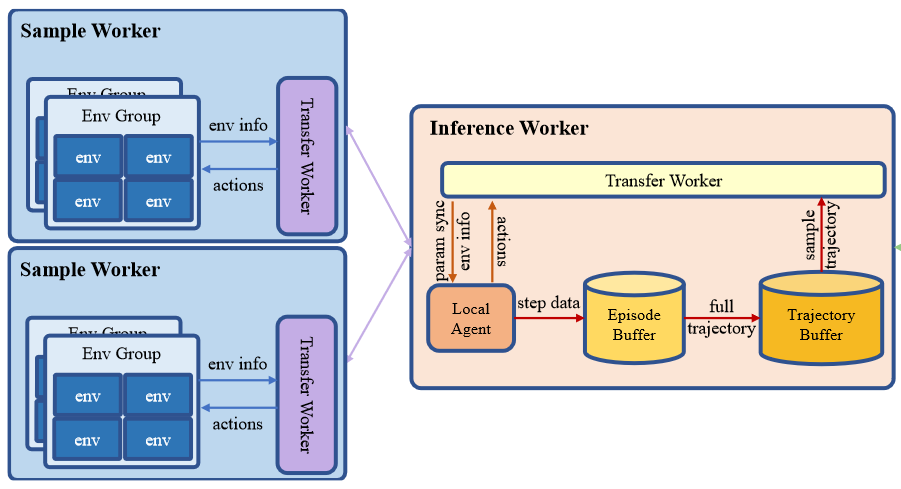 Sample Worker
Env Group
Env Group
env
env
env
env
env info
actions
Transfer Worker
Sample Worker
Env Group
Env Group
env
env
env
env
env info
actions
Transfer Worker
Inference Worker
Transfer Worker
param sync
env info
actions
sample
trajectory
Local
Agent
step data
Episode
Buffer
full
trajectory
Trajectory
Buffer